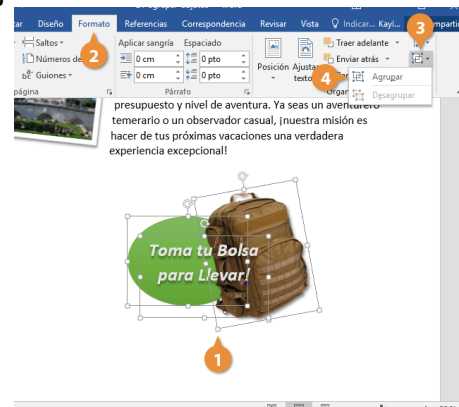 Diseño Formato Referencias Correspondencia Revisar Vista Indicar... Kayl...
Saltos Aplicar sangría Espaciado Traer adelante
Números de 0 cm 0 pto Posición Ajustar Enviar atrás
Guiones 0 cm 0 pto texto
página Párrafo
Agrupar
Desagrupar
2
3
4
presupuesto y nivel de aventura. Ya seas un aventurero
temerario o un observador casual, ¡nuestra misión es
hacer de tus próximas vacaciones una verdadera
experiencia excepcional!
Toma tu Bolsa
para Llevar!
1